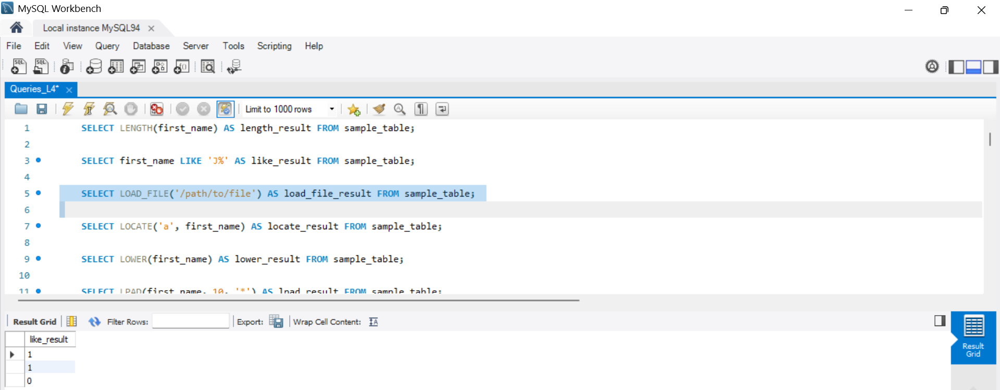 MySQL Workbench
Local instance MySQL94
File Edit View Query Database Server Tools Scripting Help
SQL SQL
Queries_L4*
Limit to 1000 rows
1 SELECT LENGTH(first_name) AS length_result FROM sample_table;
2
3 SELECT first_name LIKE 'J%' AS like_result FROM sample_table;
4
5 SELECT LOAD_FILE('/path/to/file') AS load_file_result FROM sample_table;
6
7 SELECT LOCATE('a', first_name) AS locate_result FROM sample_table;
8
9 SELECT LOWER(first_name) AS lower_result FROM sample_table;
10
11 SELECT LPAD(first_name, 10, '*') AS lpad_result FROM sample_table;
Result Grid Filter Rows: Export: Wrap Cell Content:
like_result
1
1
0
Result
Grid